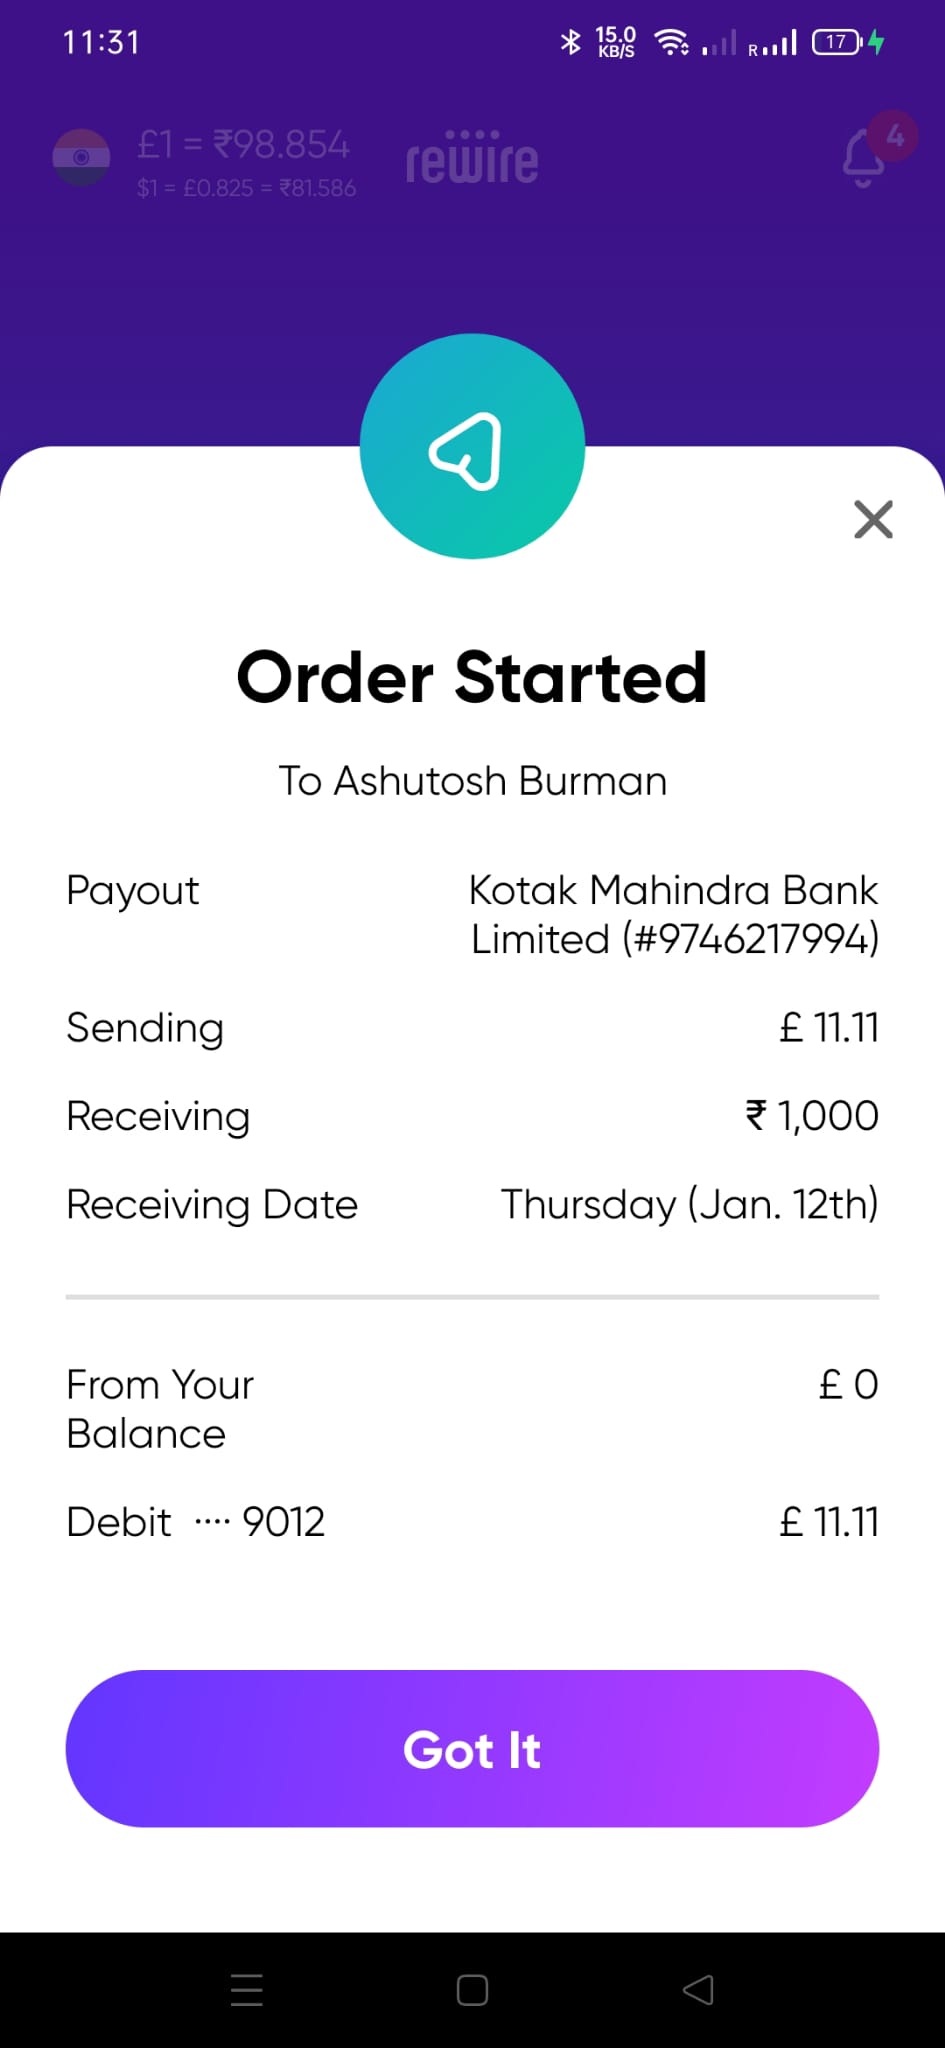 11:31
15.0
KB/S
R
17
£1 = ₹98.854
rewire
4
$1 = £0.825 = ₹81.586
Order Started
To Ashutosh Burman
Payout
Kotak Mahindra Bank
Limited (#9746217994)
Sending
£ 11.11
Receiving
₹ 1,000
Receiving Date
Thursday (Jan. 12th)
From Your
Balance
£ 0
Debit ···· 9012
£ 11.11
Got It